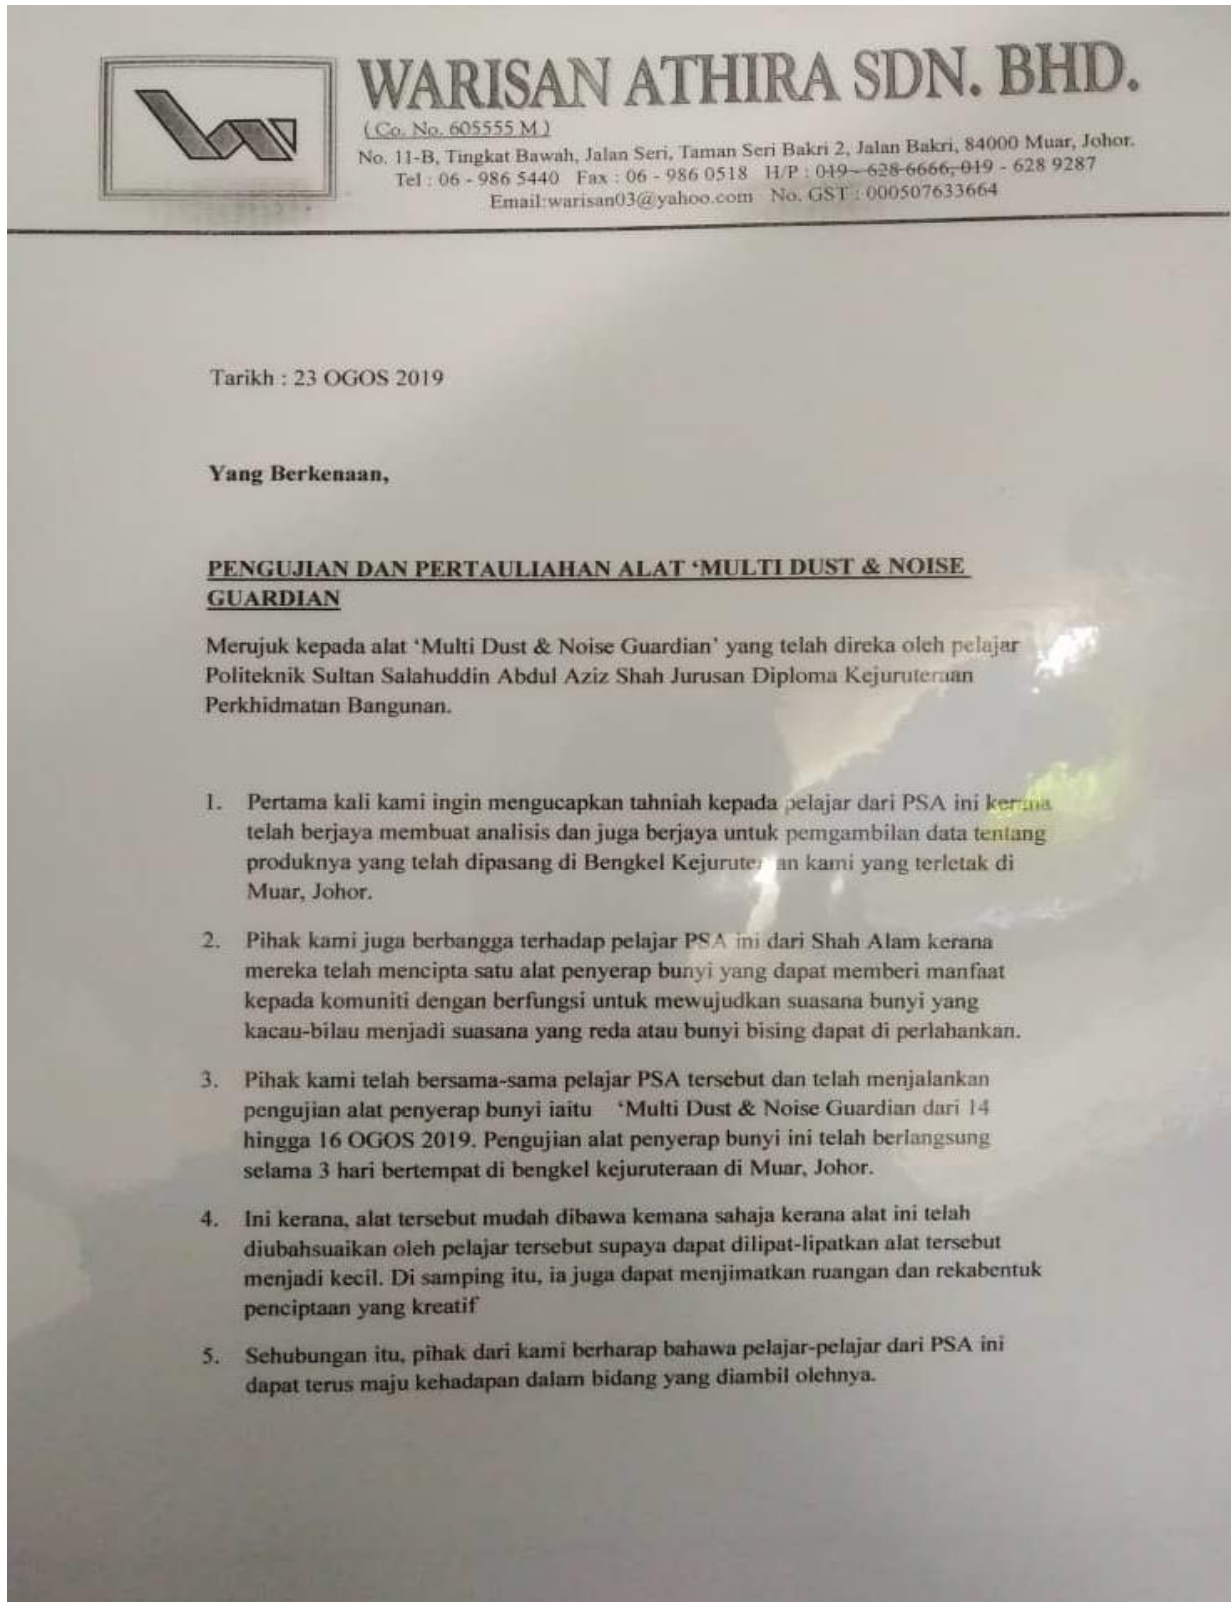 WARISAN ATHIRA SDN. BHD.
( Co. No. 605555 M )
No. 11-B, Tingkat Bawah, Jalan Seri, Taman Seri Bakri 2, Jalan Bakri, 84000 Muar, Johor.
Tel : 06 - 986 5440 Fax : 06 - 986 0518 H/P : 019 - 628 6666, 019 - 628 9287
Email:warisan03@yahoo.com No. GST : 000507633664
Tarikh : 23 OGOS 2019
Yang Berkenaan,
PENGUJIAN DAN PERTAULIAHAN ALAT ‘MULTI DUST & NOISE
GUARDIAN
Merujuk kepada alat ‘Multi Dust & Noise Guardian’ yang telah direka oleh pelajar
Politeknik Sultan Salahuddin Abdul Aziz Shah Jurusan Diploma Kejuruteraan
Perkhidmatan Bangunan.
1. Pertama kali kami ingin mengucapkan tahniah kepada pelajar dari PSA ini kerana
telah berjaya membuat analisis dan juga berjaya untuk pemgambilan data tentang
produknya yang telah dipasang di Bengkel Kejuruteraan kami yang terletak di
Muar, Johor.
2. Pihak kami juga berbangga terhadap pelajar PSA ini dari Shah Alam kerana
mereka telah mencipta satu alat penyerap bunyi yang dapat memberi manfaat
kepada komuniti dengan berfungsi untuk mewujudkan suasana bunyi yang
kacau-bilau menjadi suasana yang reda atau bunyi bising dapat di perlahankan.
3. Pihak kami telah bersama-sama pelajar PSA tersebut dan telah menjalankan
pengujian alat penyerap bunyi iaitu ‘Multi Dust & Noise Guardian dari 14
hingga 16 OGOS 2019. Pengujian alat penyerap bunyi ini telah berlangsung
selama 3 hari bertempat di bengkel kejuruteraan di Muar, Johor.
4. Ini kerana, alat tersebut mudah dibawa kemana sahaja kerana alat ini telah
diubahsuaikan oleh pelajar tersebut supaya dapat dilipat-lipatkan alat tersebut
menjadi kecil. Di samping itu, ia juga dapat menjimatkan ruangan dan rekabentuk
penciptaan yang kreatif
5. Sehubungan itu, pihak dari kami berharap bahawa pelajar-pelajar dari PSA ini
dapat terus maju kehadapan dalam bidang yang diambil olehnya.